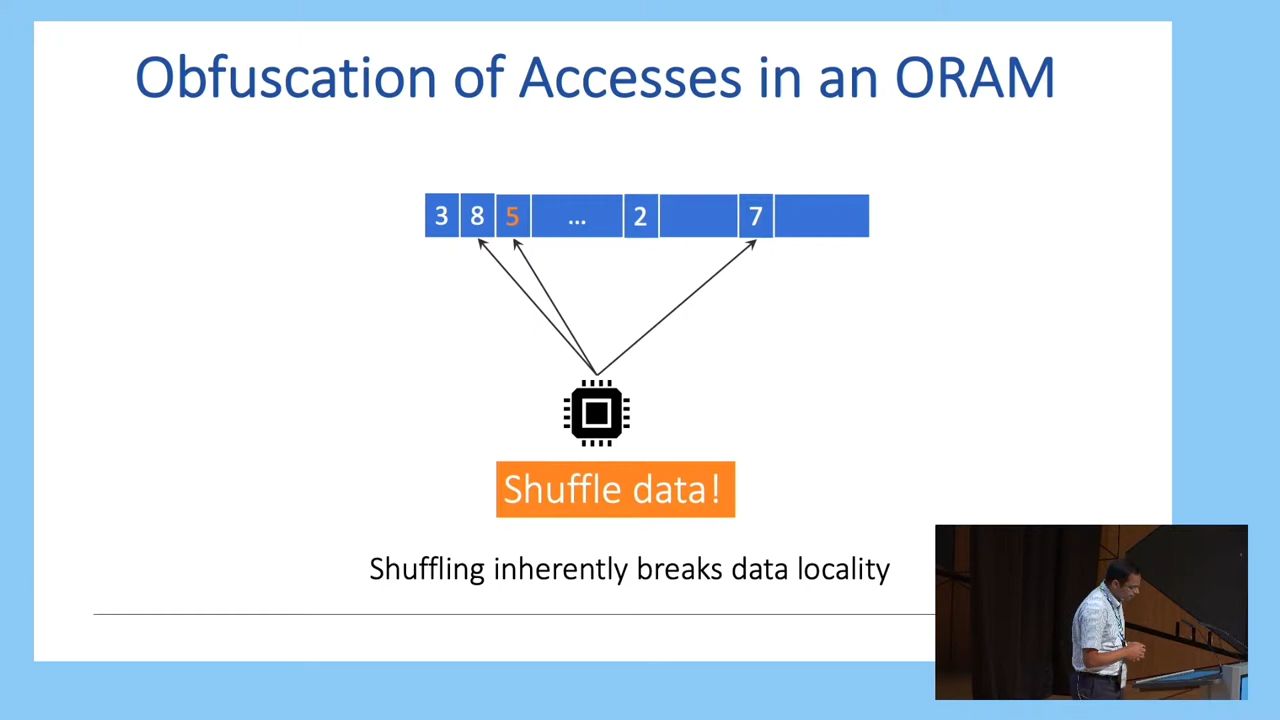 Obfuscation of Accesses in an ORAM
3 8 5 ... 2 7
Shuffle data!
Shuffling inherently breaks data locality